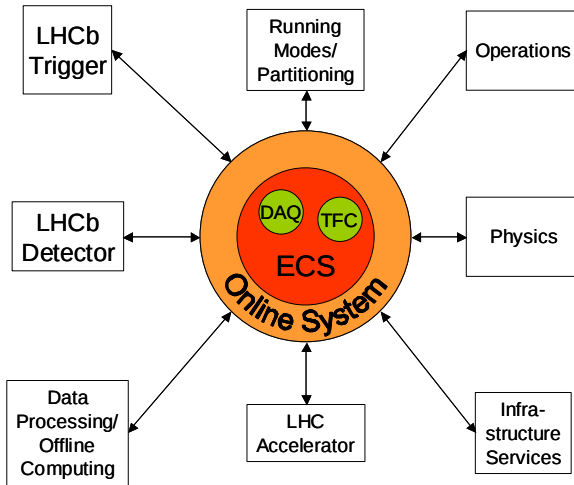 LHCb
Trigger
Running
Modes/
Partitioning
Operations
LHCb
Detector
DAQ
TFC
ECS
Online System
Physics
Data
Processing/
Offline
Computing
LHC
Accelerator
Infra-
structure
Services